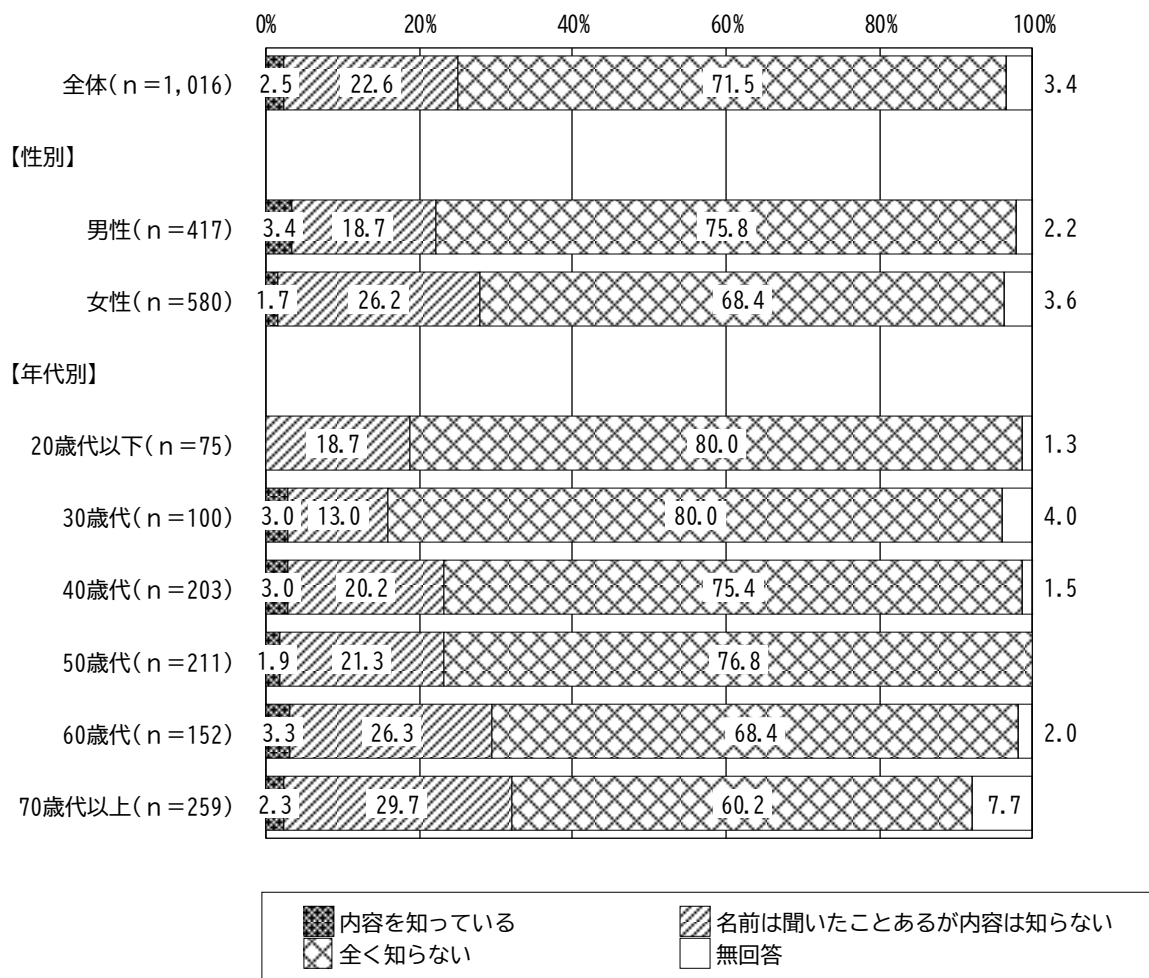 0% 20% 40% 60% 80% 100%
全体(ｎ＝1,016) 2.5 22.6 71.5 3.4
【性別】
男性(ｎ＝417) 3.4 18.7 75.8 2.2
女性(ｎ＝580) 1.7 26.2 68.4 3.6
【年代別】
20歳代以下(ｎ＝75) 18.7 80.0 1.3
30歳代(ｎ＝100) 3.0 13.0 80.0 4.0
40歳代(ｎ＝203) 3.0 20.2 75.4 1.5
50歳代(ｎ＝211) 1.9 21.3 76.8
60歳代(ｎ＝152) 3.3 26.3 68.4 2.0
70歳代以上(ｎ＝259) 2.3 29.7 60.2 7.7
内容を知っている 名前は聞いたことあるが内容は知らない
全く知らない 無回答